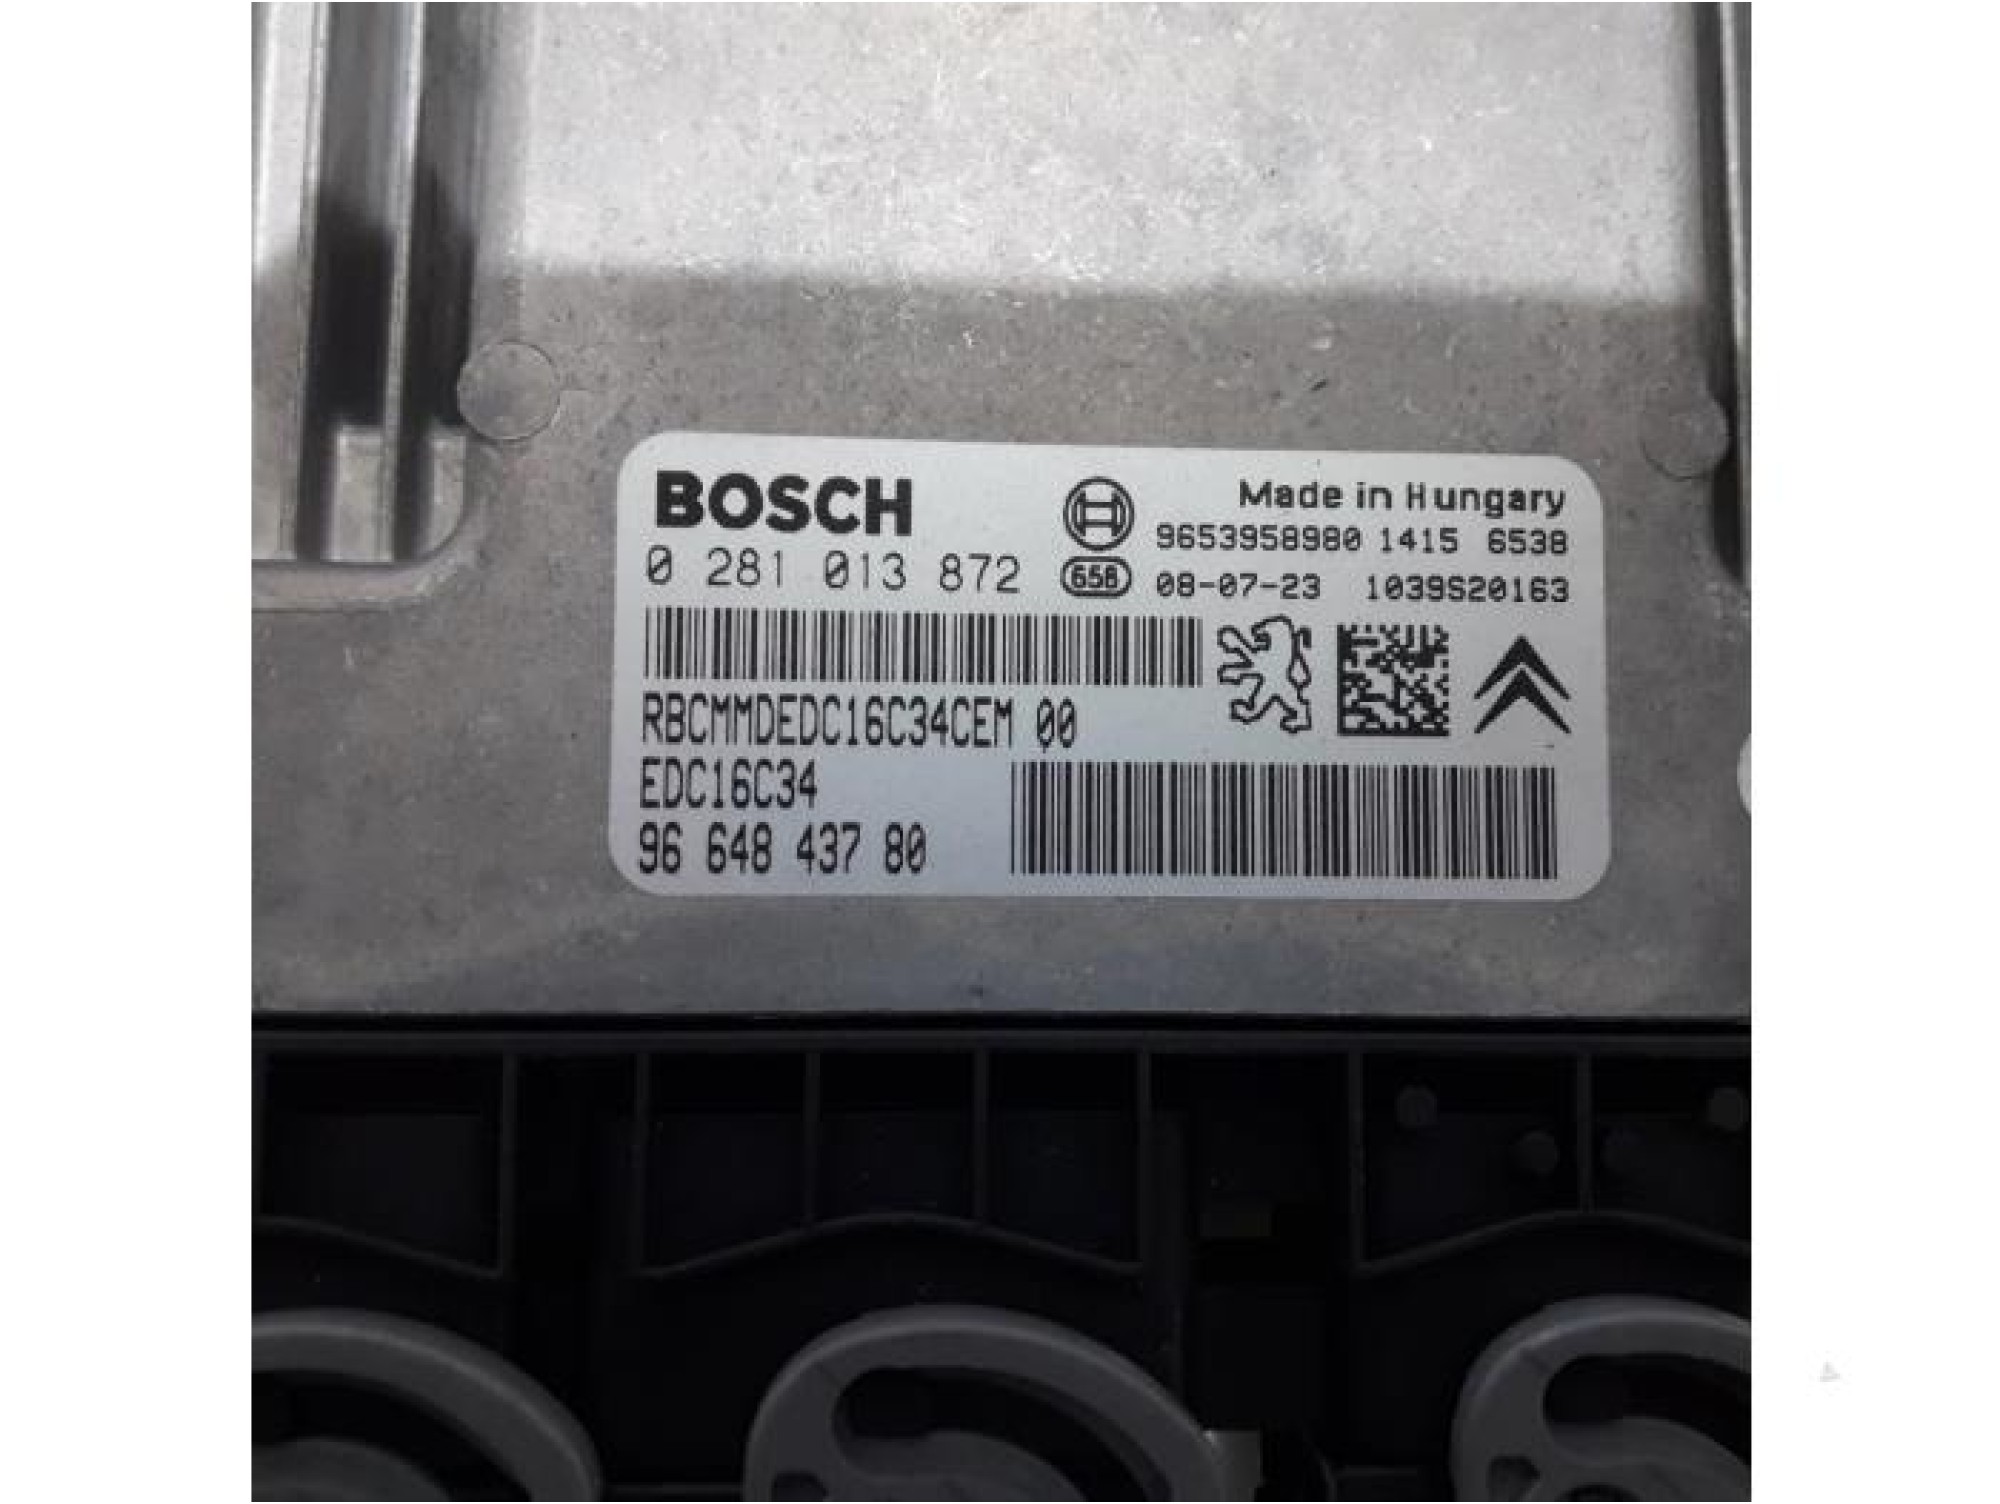 BOSCH
Made in Hungary
9653958980 1415 6538
0 281 013 872
656 08-07-23 1039S20163
RBCMMDEDC16C34CEM 00
EDC16C34
96 648 437 80